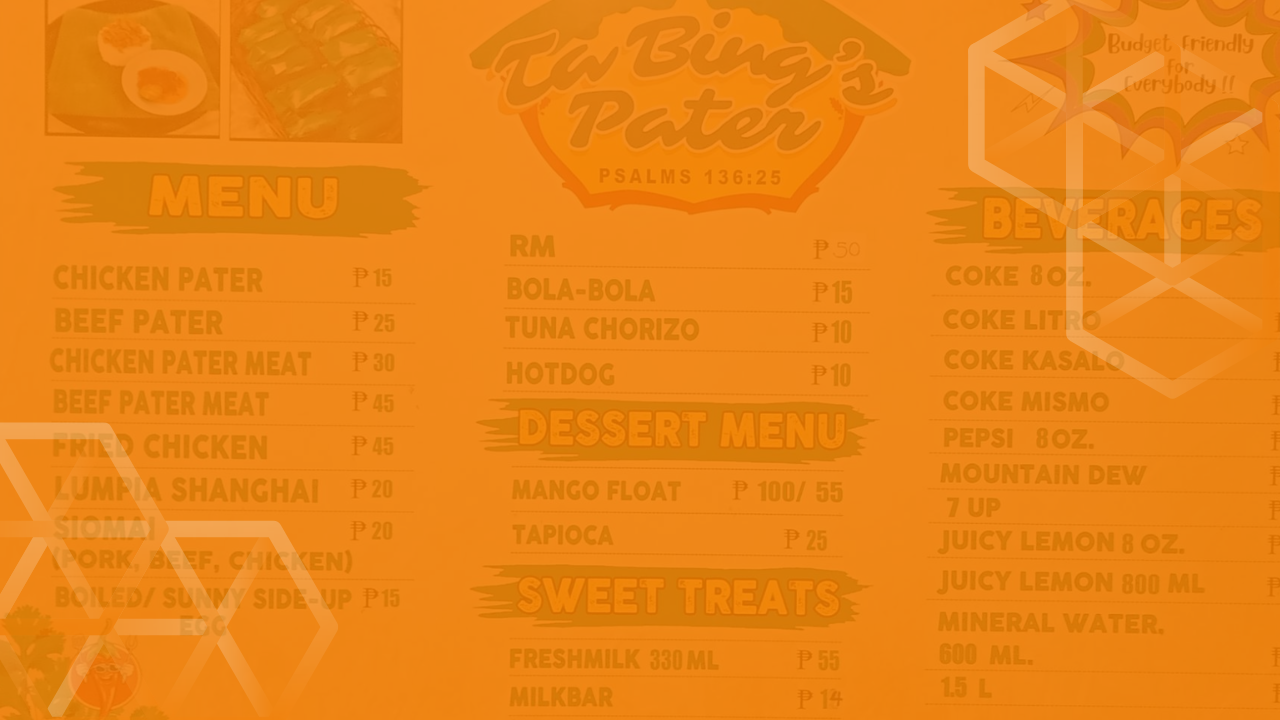 Ta Bing's
Pater
PSALMS 136:25
Budget Friendly
for
Everybody !!
MENU
CHICKEN PATER ₱15
BEEF PATER ₱25
CHICKEN PATER MEAT ₱30
BEEF PATER MEAT ₱45
FRIED CHICKEN ₱45
LUMPIA SHANGHAI ₱20
SIOMAI ₱20
(PORK, BEEF, CHICKEN)
BOILED/ SUNNY SIDE-UP ₱15
EGG
RM ₱50
BOLA-BOLA ₱15
TUNA CHORIZO ₱10
HOTDOG ₱10
DESSERT MENU
MANGO FLOAT ₱ 100/ 55
TAPIOCA ₱25
SWEET TREATS
FRESHMILK 330 ML ₱55
MILKBAR ₱14
BEVERAGES
COKE 8 OZ.
COKE LITRO
COKE KASALO
COKE MISMO
PEPSI 8 OZ.
MOUNTAIN DEW
7 UP
JUICY LEMON 8 OZ.
JUICY LEMON 800 ML
MINERAL WATER,
600 ML.
1.5 L